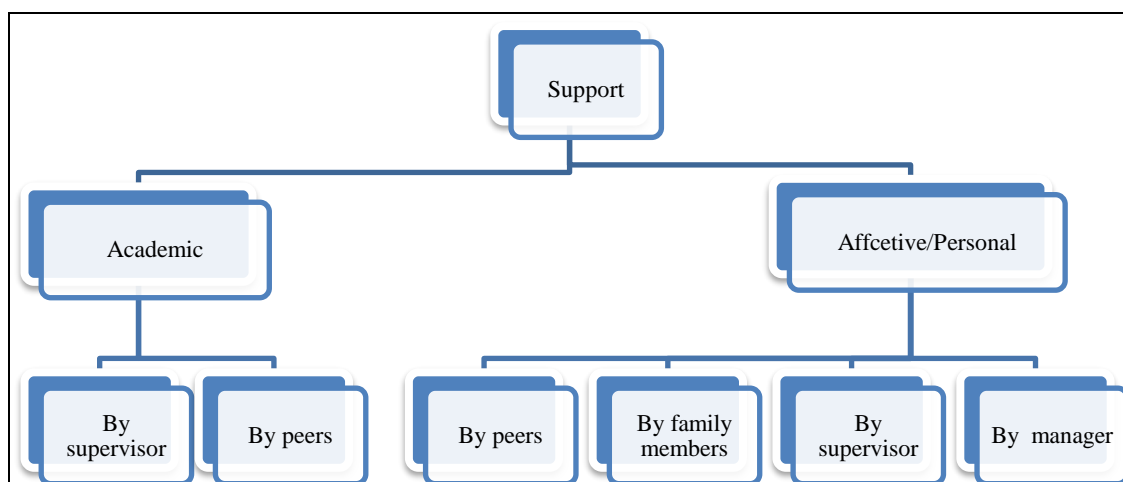 Support
Academic
Affcetive/Personal
By
supervisor
By peers
By peers
By family
members
By
supervisor
By manager